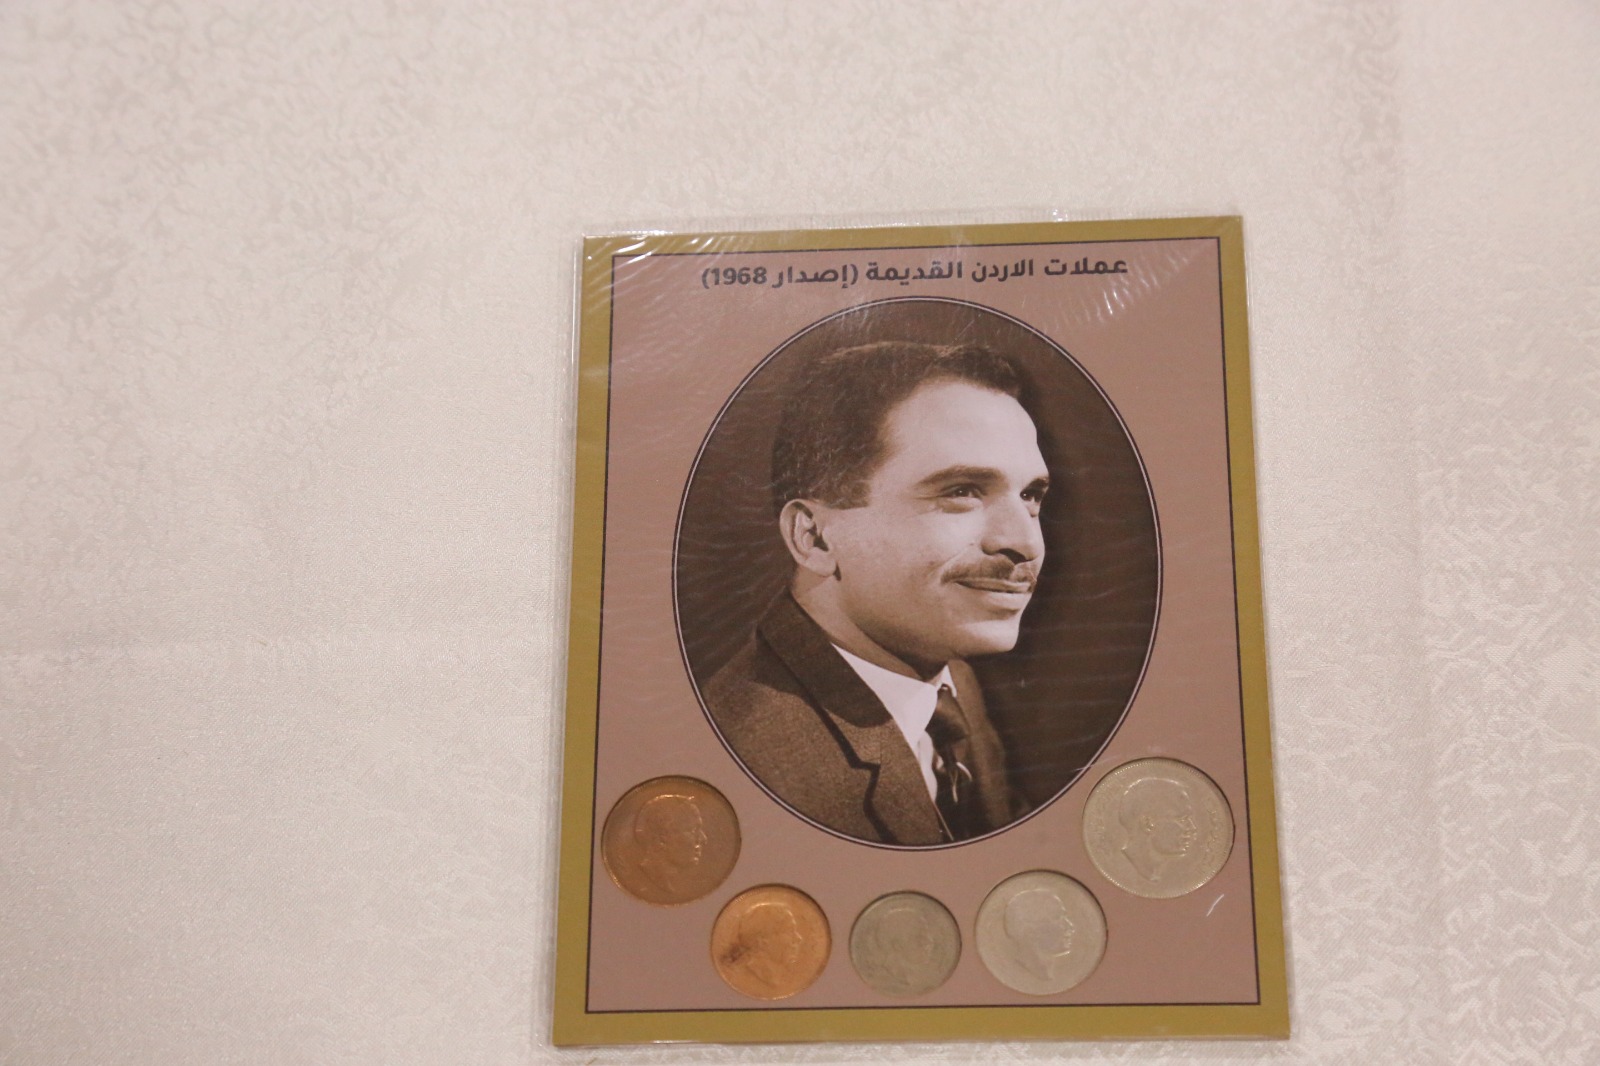 عملات الاردن القديمة (إصدار 1968)